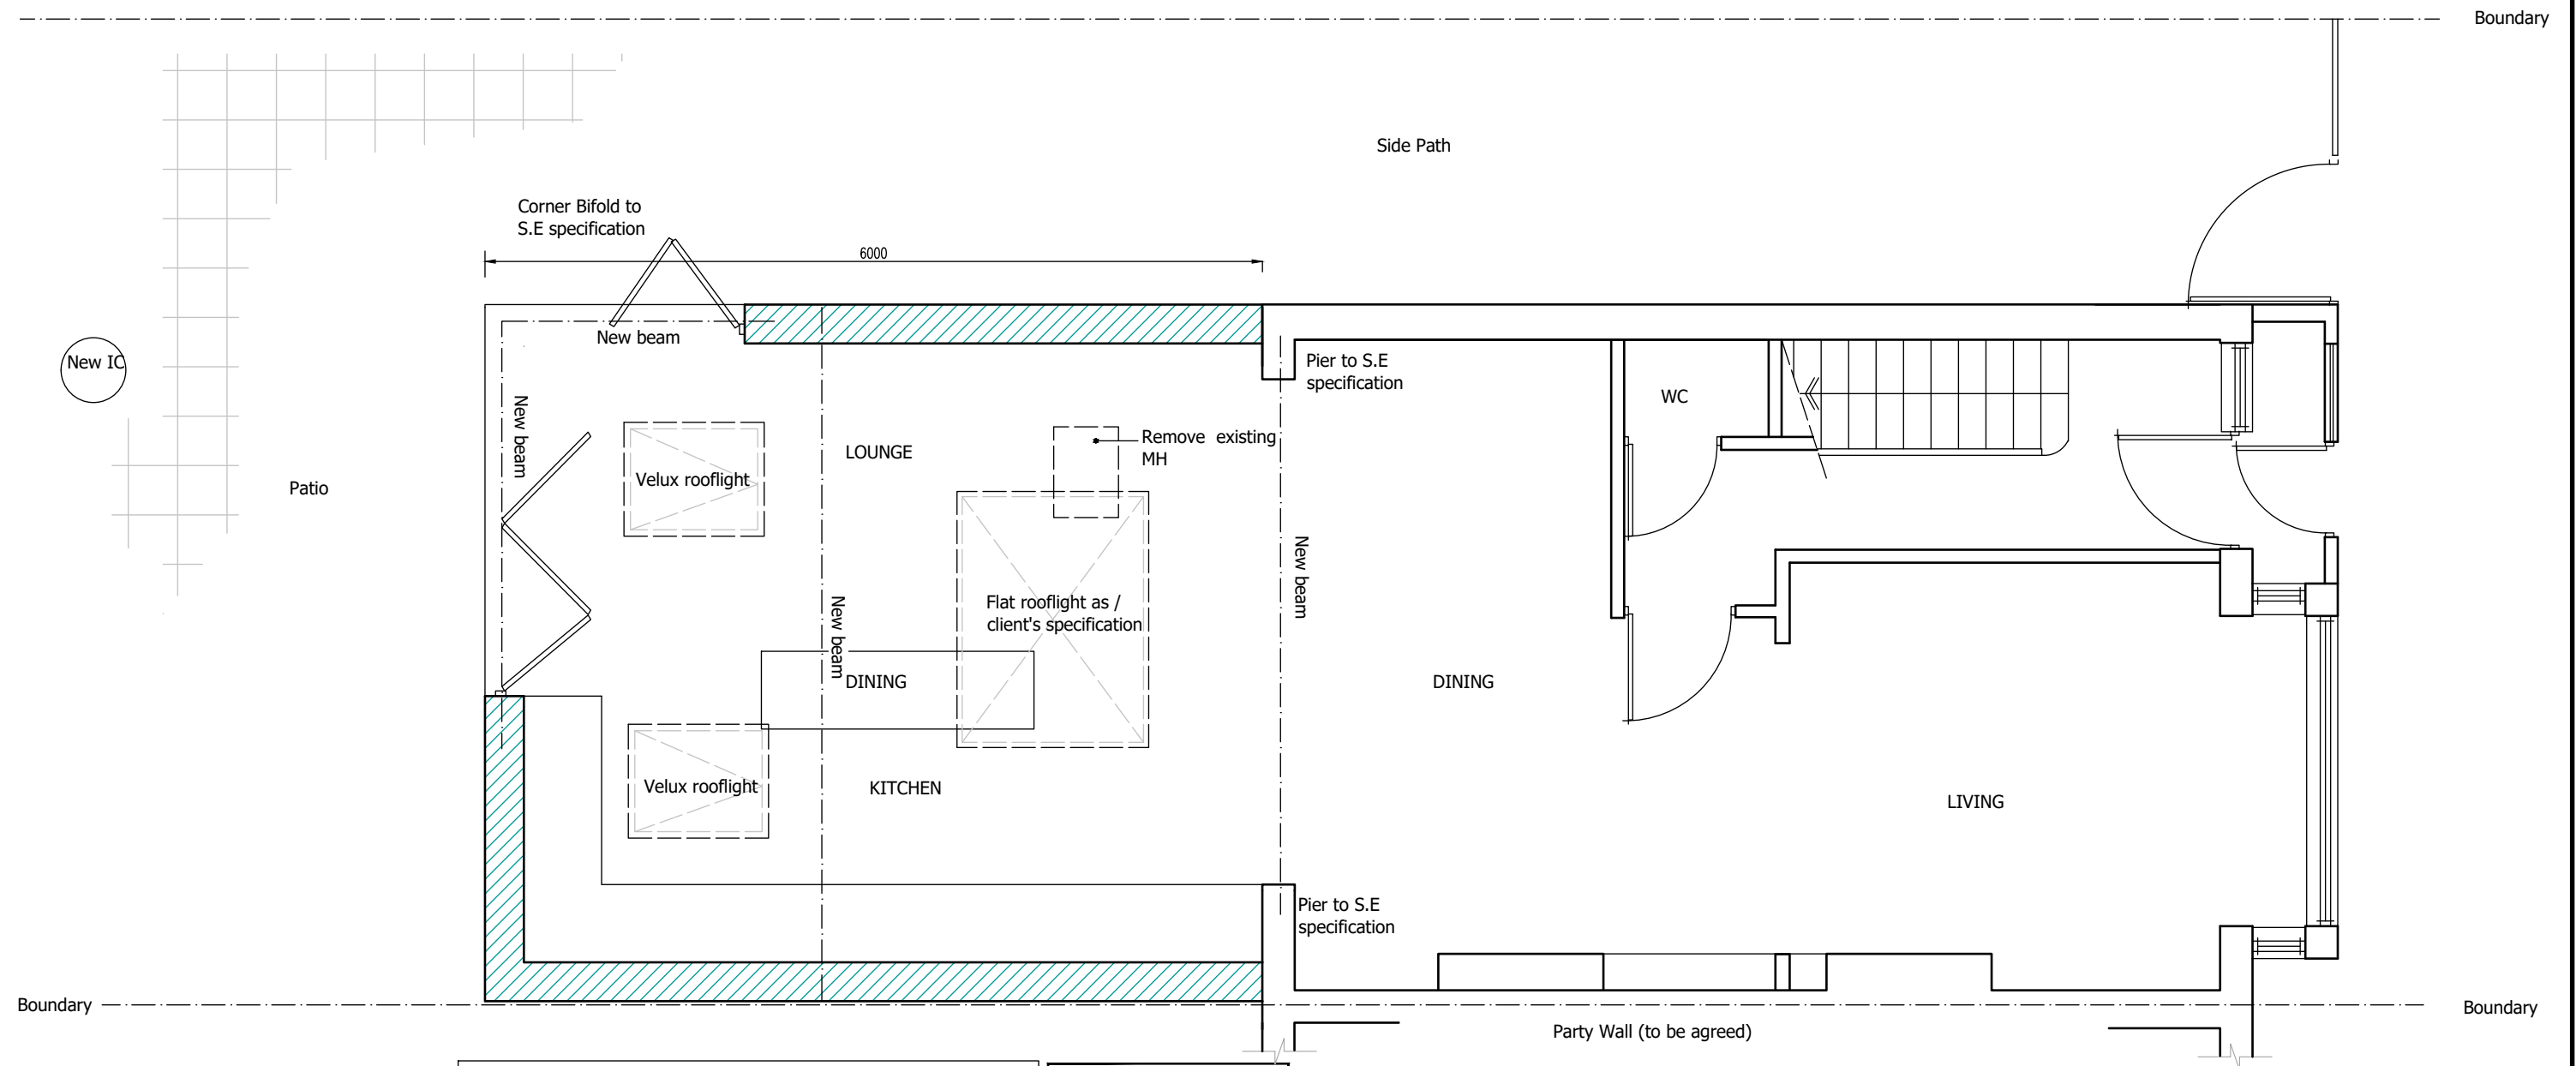 Boundary
Side Path
Corner Bifold to
S.E specification
6000
New beam
New IC
Pier to S.E
specification
WC
New beam
LOUNGE
Remove existing
MH
Velux rooflight
Patio
New beam
New beam
Flat rooflight as /
client's specification
DINING
DINING
Velux rooflight
KITCHEN
LIVING
Pier to S.E
specification
Boundary
Boundary
Party Wall (to be agreed)